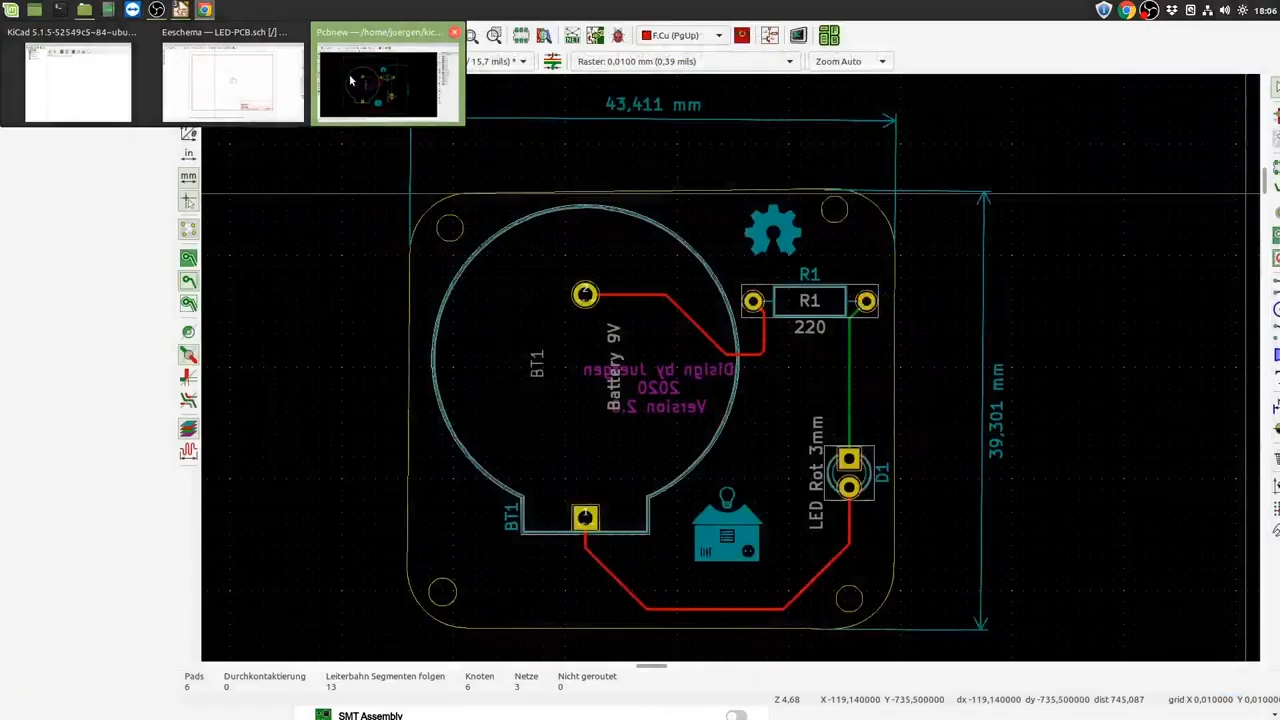 18:06
KiCad 5.1.5-52549c5~84~ubu...
Eeschema — LED-PCB.sch [/] ...
Pcbnew — /home/juergen/kic...
F.Cu (PgUp)
/ 15,7 mils) *
Raster: 0,0100 mm (0,39 mils)
Zoom Auto
in
mm
43,411 mm
39,301 mm
R1
R1
220
BT1
Battery 9V
Disign by Juergen
2020
Version 2.
LED Rot 3mm
D1
BT1
Pads
6
Durchkontaktierung
0
Leiterbahn Segmenten folgen
13
Knoten
6
Netze
3
Nicht geroutet
0
Z 4,68
X -119,140000 Y -735,500000
dx -119,140000 dy -735,500000 dist 745,087
grid X 0,010000 Y 0,0100
SMT Assembly